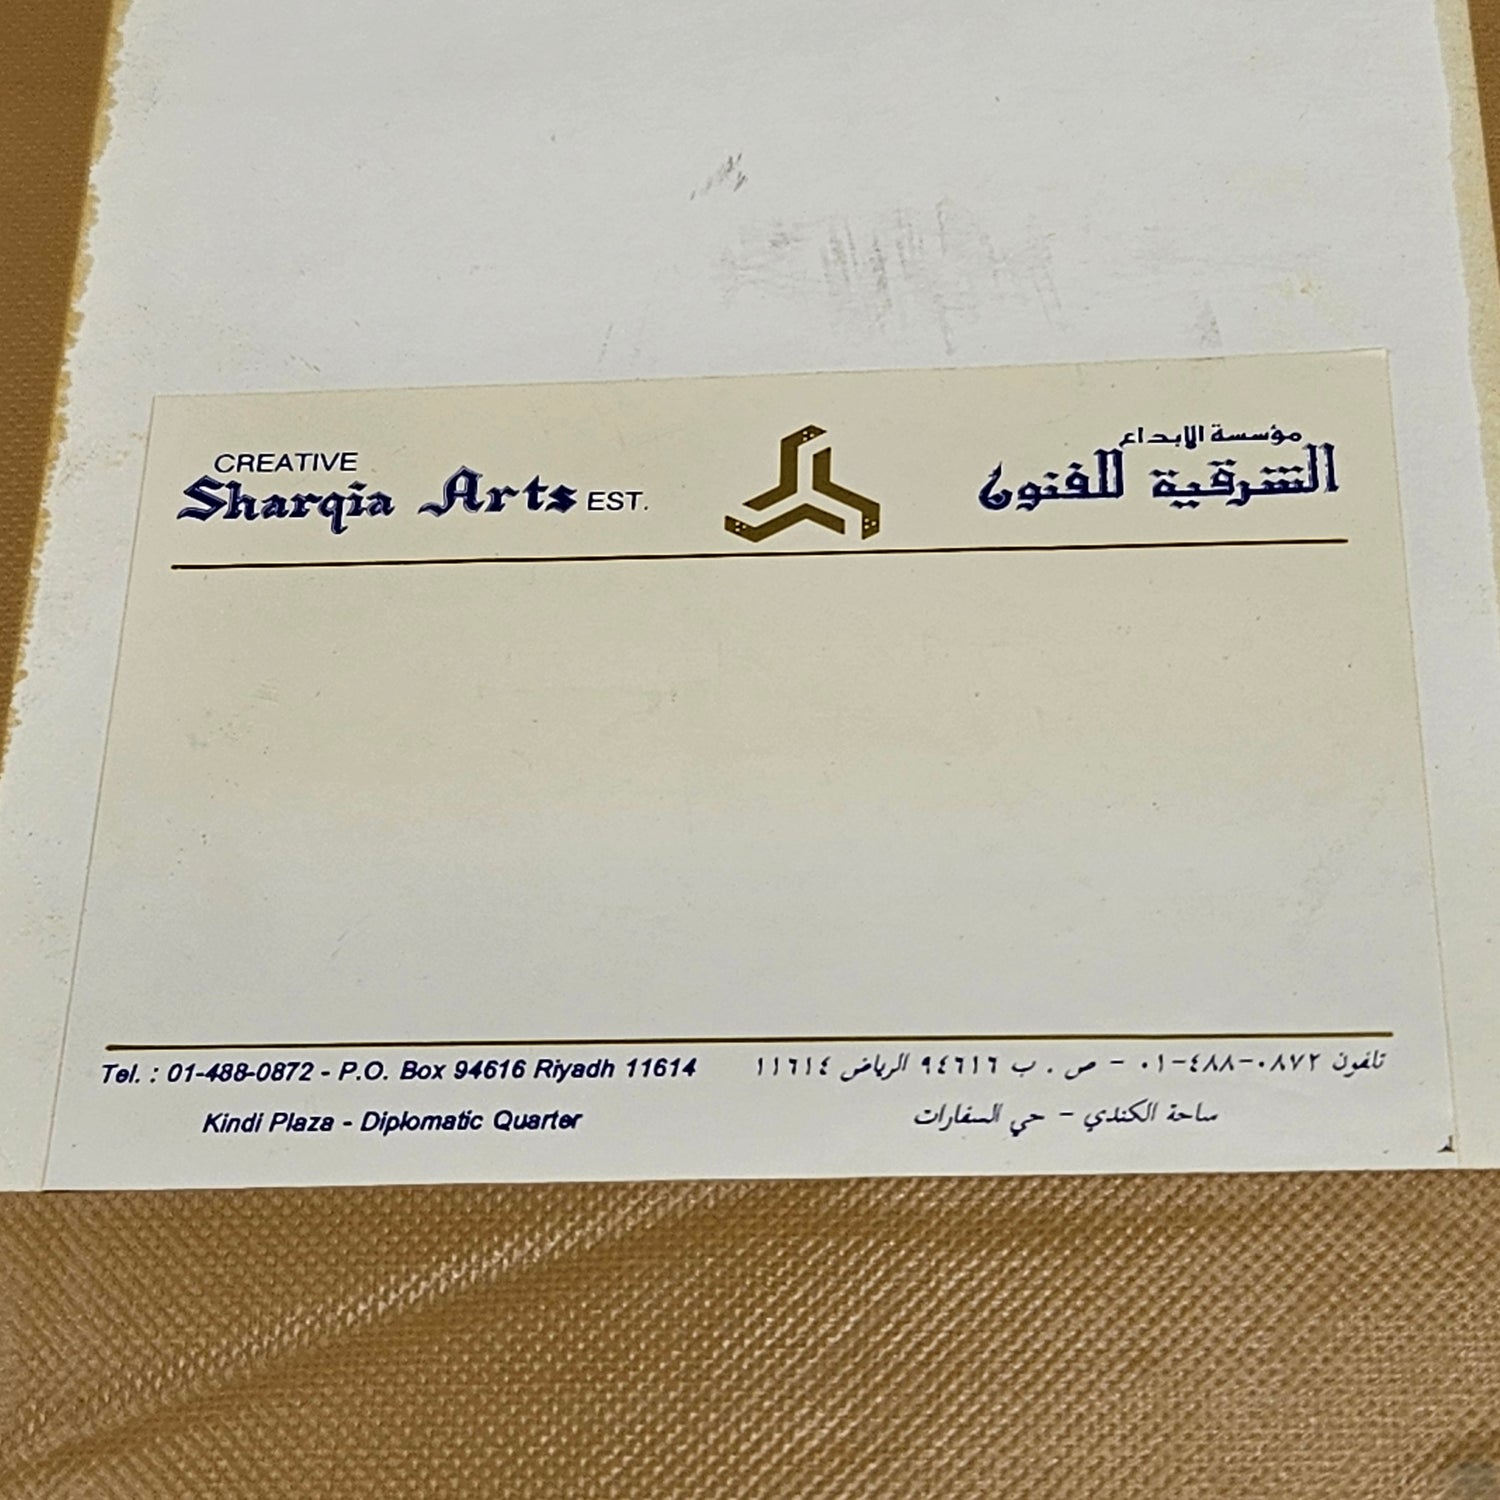 CREATIVE
Sharqia Arts EST.
مؤسسة الابداع
الشرقية للفنون
Tel. : 01-488-0872 - P.O. Box 94616 Riyadh 11614
Kindi Plaza - Diplomatic Quarter
تلفون ٠٨٧٢-٤٨٨-٠١ - ص . ب ٩٤٦١٦ الرياض ١١٦١٤
ساحة الكندي - حي السفارات